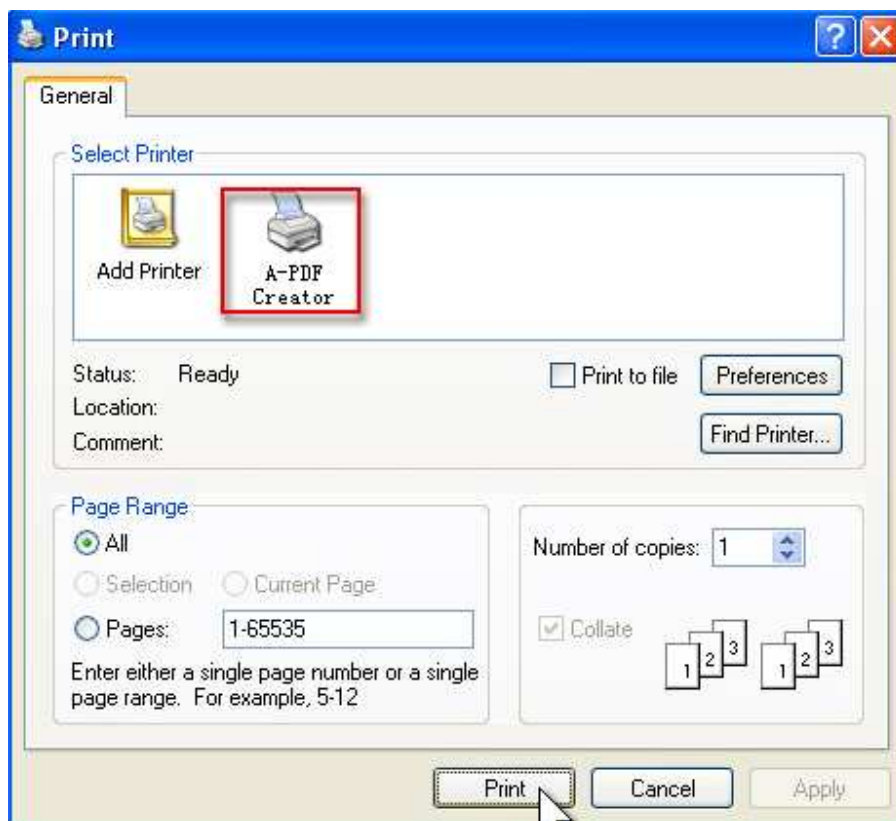 Print
General
Select Printer
Add Printer
A-PDF
Creator
Status: Ready
Print to file
Preferences
Location:
Comment:
Find Printer...
Page Range
All
Selection Current Page
Pages: 1-65535
Enter either a single page number or a single
page range. For example, 5-12
Number of copies: 1
Collate
1 2 3 1 2 3
Print Cancel Apply